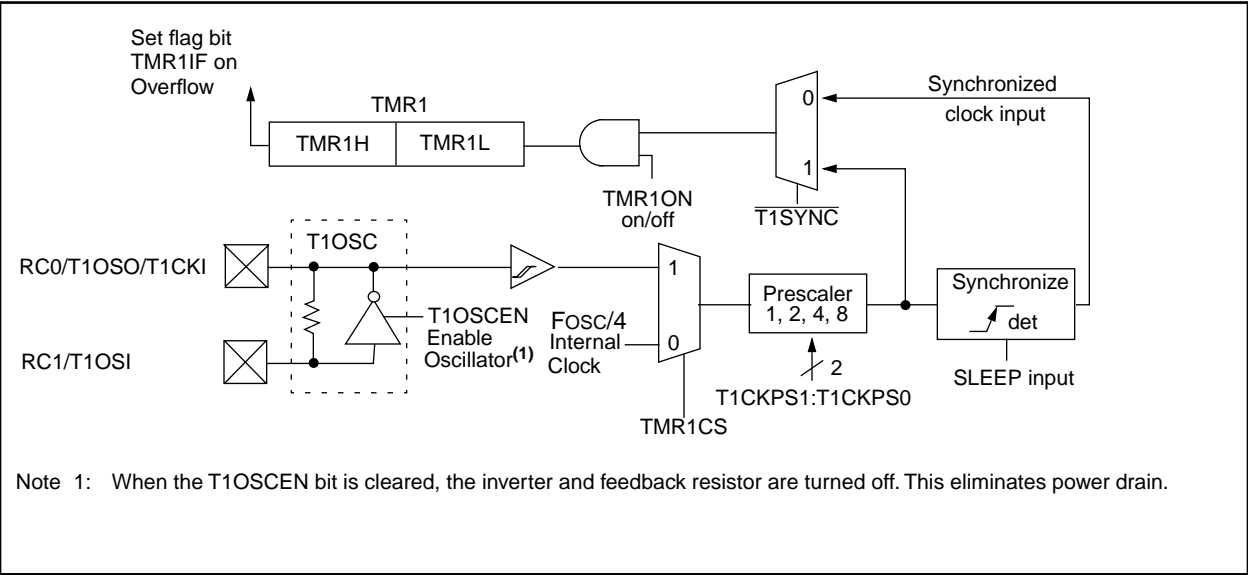 Set flag bit
TMR1IF on
Overflow
TMR1
TMR1H
TMR1L
TMR1ON
on/off
0
1
T1SYNC
Synchronized
clock input
T1OSC
RC0/T1OSO/T1CKI
RC1/T1OSI
T1OSCEN
Enable
Oscillator(1)
FOSC/4
Internal
Clock
1
0
TMR1CS
Prescaler
1, 2, 4, 8
2
T1CKPS1:T1CKPS0
Synchronize
det
SLEEP input
Note 1: When the T1OSCEN bit is cleared, the inverter and feedback resistor are turned off. This eliminates power drain.